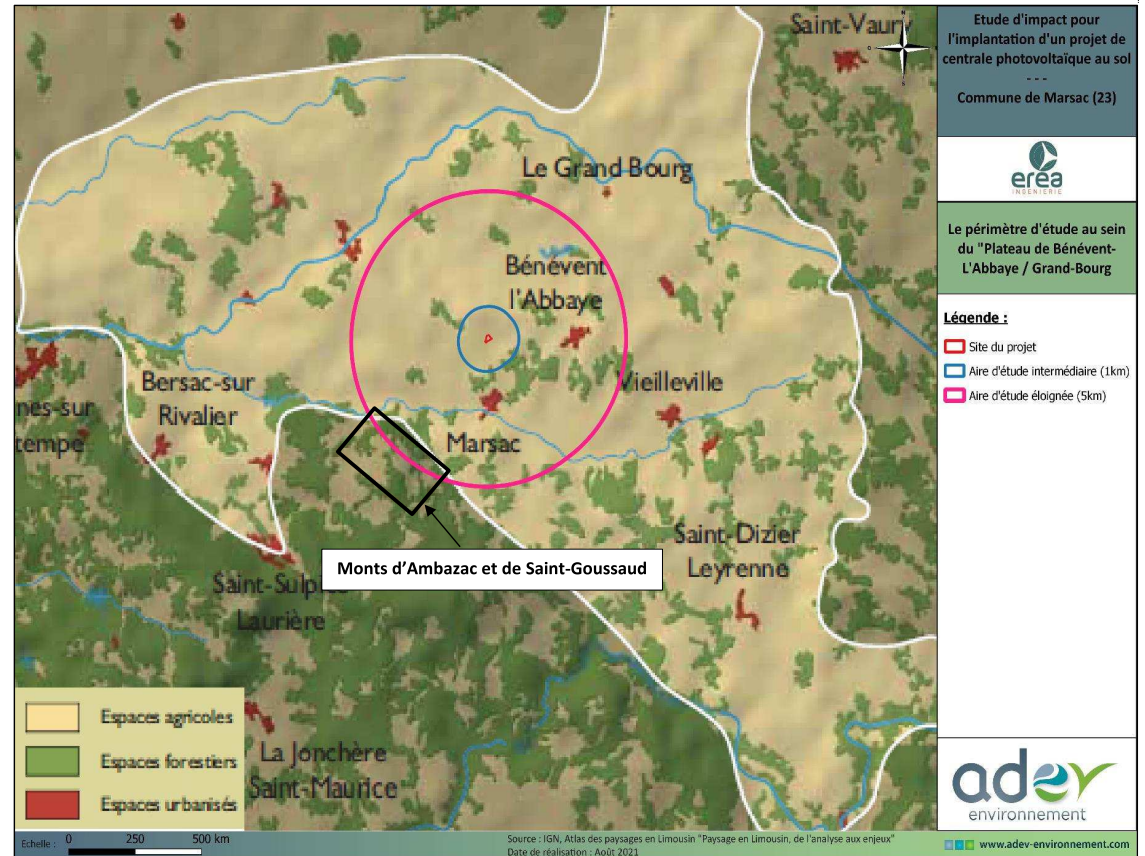 Saint-Vaury
Le Grand Bourg
Bénévent
l'Abbaye
Bersac-sur
Rivalier
Vieilleville
nes-sur
tempe
Marsac
Saint-Dizier
Leyrenne
Monts d'Ambazac et de Saint-Goussaud
Saint-Sulpice
Laurière
La Jonchère
Saint-Maurice
Espaces agricoles
Espaces forestiers
Espaces urbanisés
Echelle : 0 250 500 km
Source : IGN, Atlas des paysages en Limousin "Paysage en Limousin, de l'analyse aux enjeux"
Date de réalisation : Août 2021
Etude d'impact pour
l'implantation d'un projet de
centrale photovoltaïque au sol
- - -
Commune de Marsac (23)
erea
INGENIERIE
Le périmètre d'étude au sein
du "Plateau de Bénévent-
L'Abbaye / Grand-Bourg
Légende :
Site du projet
Aire d'étude intermédiaire (1km)
Aire d'étude éloignée (5km)
adev
environnement
www.adev-environnement.com